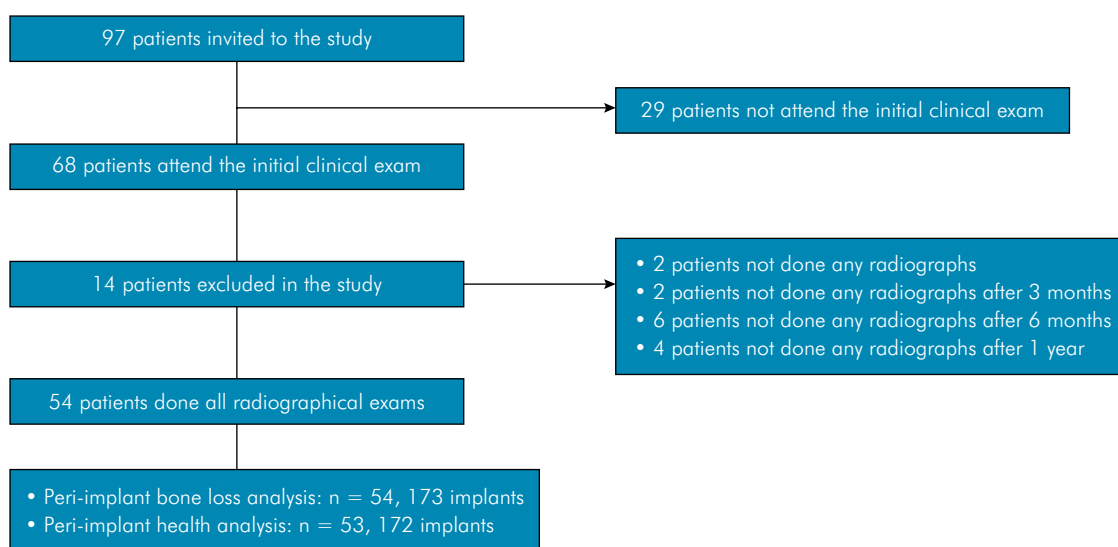 97 patients invited to the study
29 patients not attend the initial clinical exam
68 patients attend the initial clinical exam
14 patients excluded in the study
• 2 patients not done any radiographs
• 2 patients not done any radiographs after 3 months
• 6 patients not done any radiographs after 6 months
• 4 patients not done any radiographs after 1 year
54 patients done all radiographical exams
• Peri-implant bone loss analysis: n = 54, 173 implants
• Peri-implant health analysis: n = 53, 172 implants